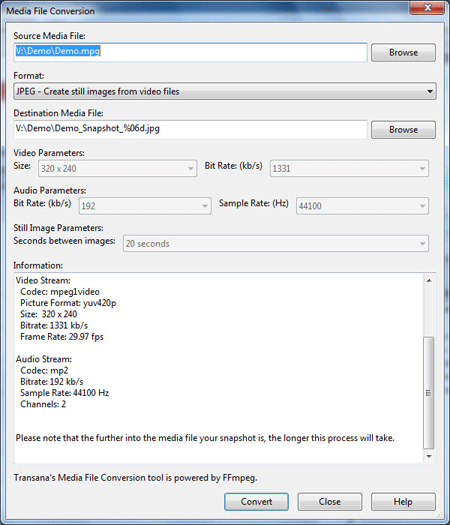 Media File Conversion
Source Media File:
V:\Demo\Demo.mpg
Browse
Format:
JPEG - Create still images from video files
Destination Media File:
V:\Demo\Demo_Snapshot_%06d.jpg
Browse
Video Parameters:
Size: 320 x 240 Bit Rate: (kb/s) 1331
Audio Parameters:
Bit Rate: (kb/s) 192 Sample Rate: (Hz) 44100
Still Image Parameters:
Seconds between images: 20 seconds
Information:
Video Stream:
Codec: mpeg1video
Picture Format: yuv420p
Size: 320 x 240
Bitrate: 1331 kb/s
Frame Rate: 29.97 fps
Audio Stream:
Codec: mp2
Bitrate: 192 kb/s
Sample Rate: 44100 Hz
Channels: 2
Please note that the further into the media file your snapshot is, the longer this process will take.
Transana's Media File Conversion tool is powered by FFmpeg.
Convert Close Help